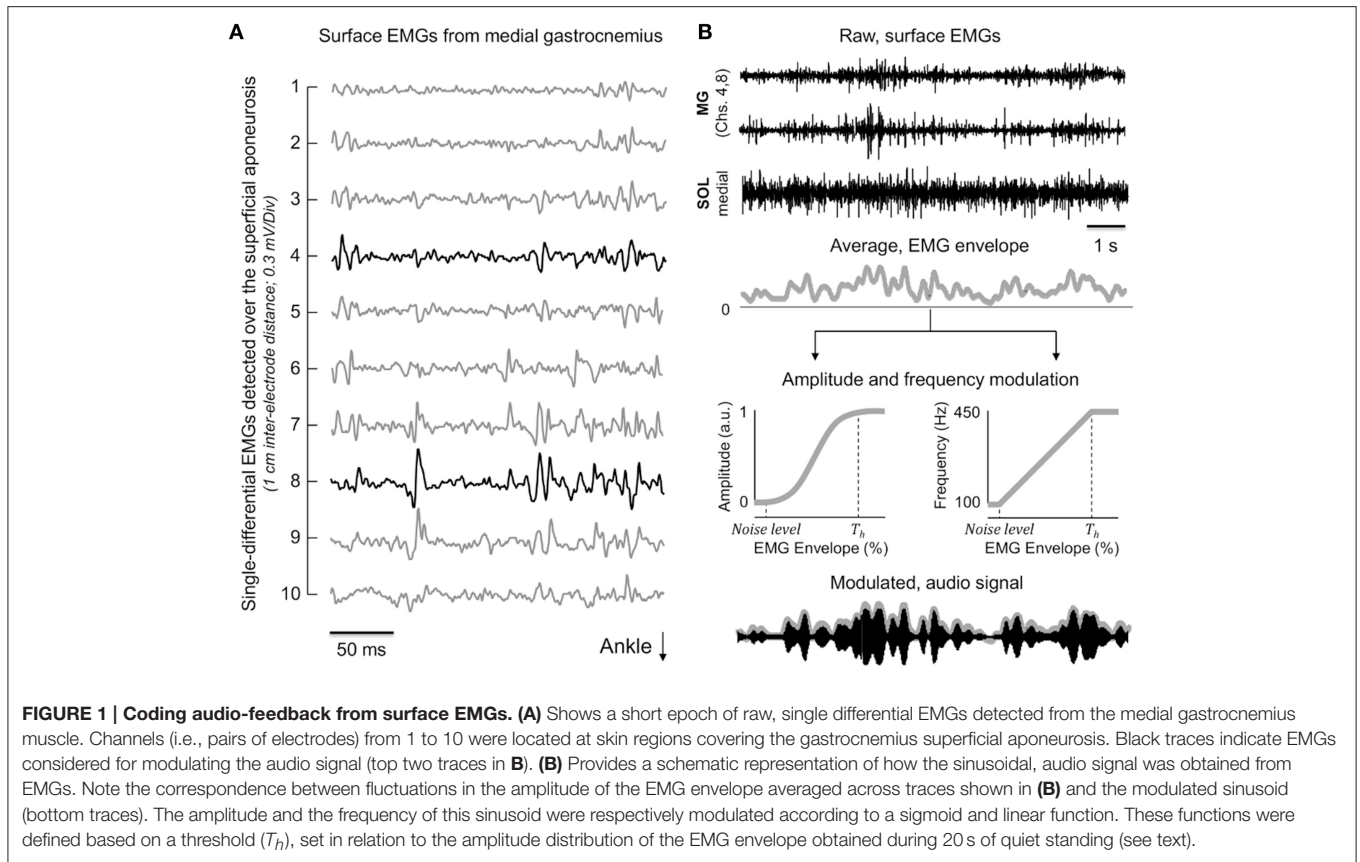 A
Surface EMGs from medial gastrocnemius
Single-differential EMGs detected over the superficial aponeurosis
(1 cm inter-electrode distance; 0.3 mV/Div)
1
2
3
4
5
6
7
8
9
10
50 ms
Ankle
B
Raw, surface EMGs
MG
(Chs. 4,8)
SOL
medial
1 s
Average, EMG envelope
0
Amplitude and frequency modulation
Amplitude (a.u.)
1
0
Noise level
Th
EMG Envelope (%)
Frequency (Hz)
450
100
Noise level
Th
EMG Envelope (%)
Modulated, audio signal
FIGURE 1 | Coding audio-feedback from surface EMGs. (A) Shows a short epoch of raw, single differential EMGs detected from the medial gastrocnemius
muscle. Channels (i.e., pairs of electrodes) from 1 to 10 were located at skin regions covering the gastrocnemius superficial aponeurosis. Black traces indicate EMGs
considered for modulating the audio signal (top two traces in B). (B) Provides a schematic representation of how the sinusoidal, audio signal was obtained from
EMGs. Note the correspondence between fluctuations in the amplitude of the EMG envelope averaged across traces shown in (B) and the modulated sinusoid
(bottom traces). The amplitude and the frequency of this sinusoid were respectively modulated according to a sigmoid and linear function. These functions were
defined based on a threshold (Th), set in relation to the amplitude distribution of the EMG envelope obtained during 20 s of quiet standing (see text).